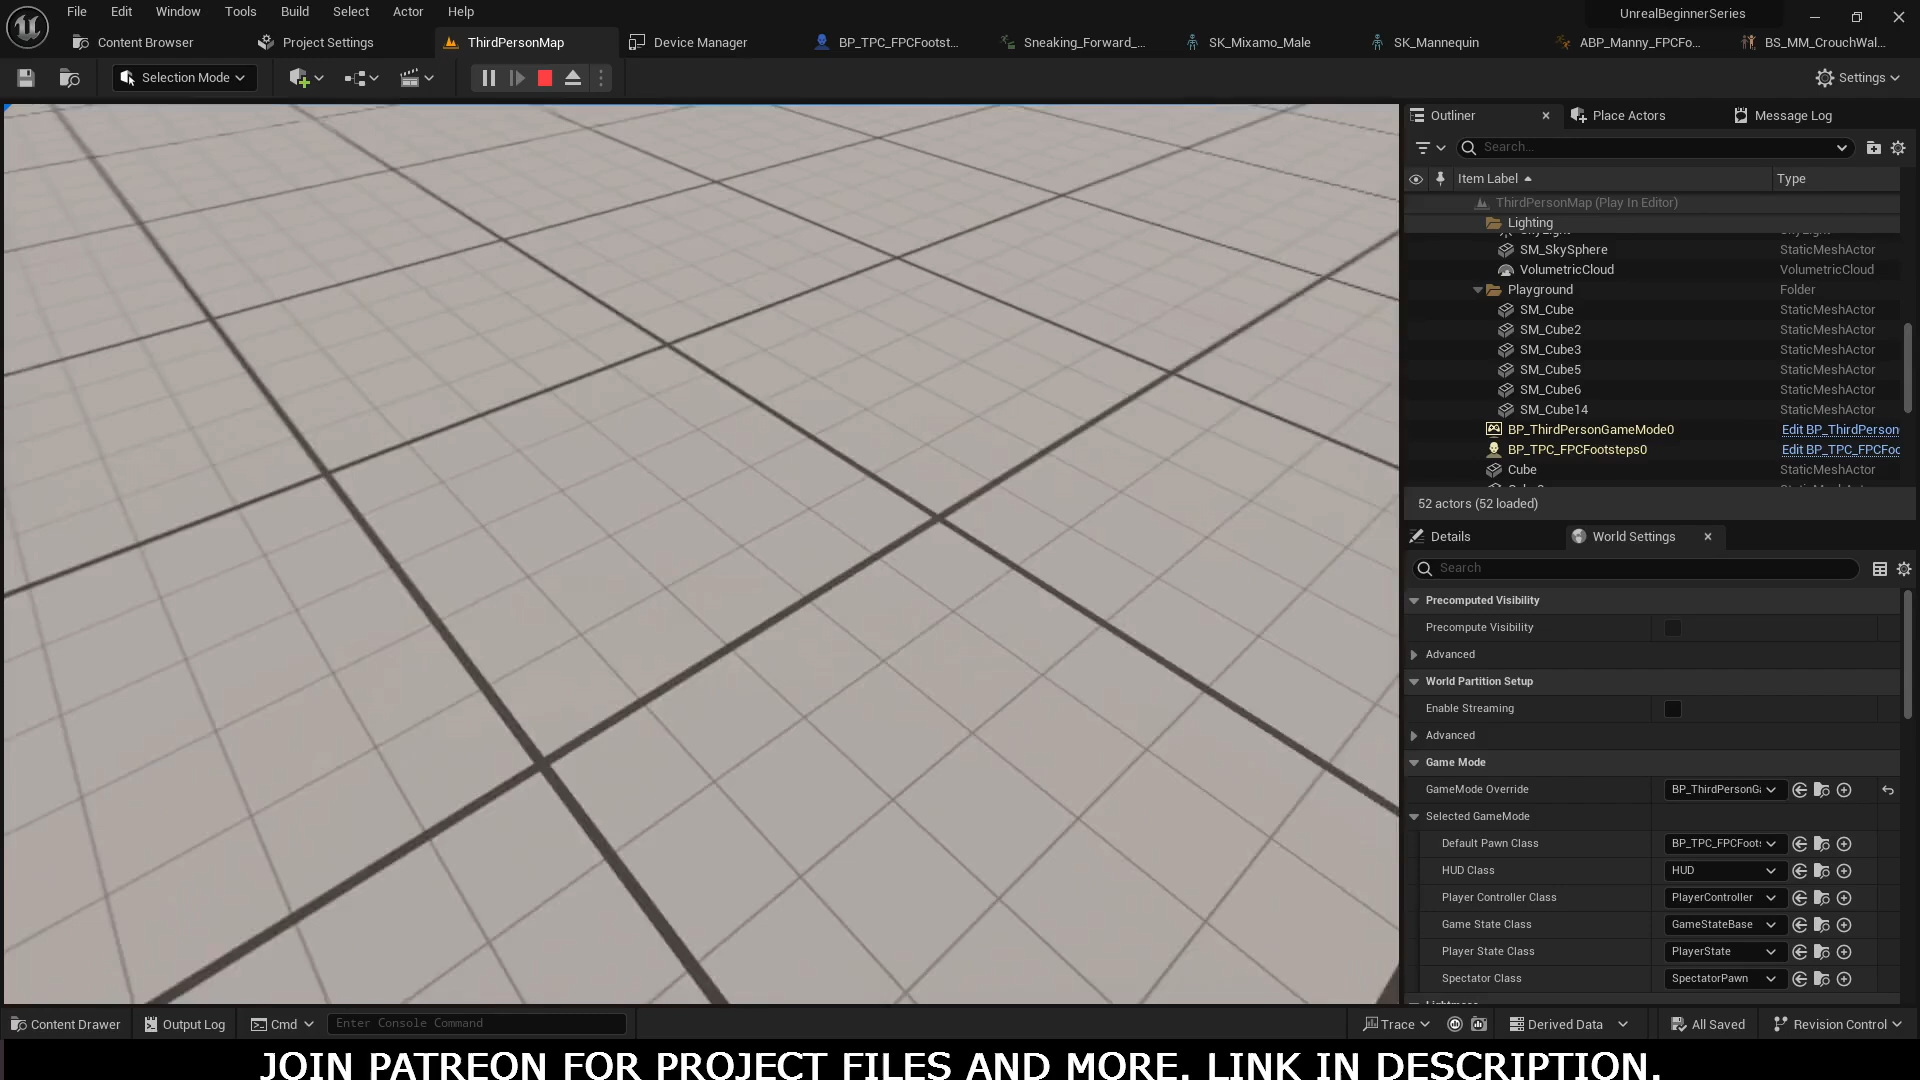 File Edit Window Tools Build Select Actor Help UnrealBeginnerSeries
Content Browser Project Settings ThirdPersonMap Device Manager BP_TPC_FPCFootst... Sneaking_Forward_... SK_Mixamo_Male SK_Mannequin ABP_Manny_FPCFo... BS_MM_CrouchWal...
Selection Mode Settings
Outliner Place Actors Message Log
Search...
Item Label Type
ThirdPersonMap (Play In Editor)
Lighting
SM_SkySphere StaticMeshActor
VolumetricCloud VolumetricCloud
Playground Folder
SM_Cube StaticMeshActor
SM_Cube2 StaticMeshActor
SM_Cube3 StaticMeshActor
SM_Cube5 StaticMeshActor
SM_Cube6 StaticMeshActor
SM_Cube14 StaticMeshActor
BP_ThirdPersonGameMode0 Edit BP_ThirdPerson
BP_TPC_FPCFootsteps0 Edit BP_TPC_FPCFoo
Cube StaticMeshActor
52 actors (52 loaded)
Details World Settings
Search
Precomputed Visibility
Precompute Visibility
Advanced
World Partition Setup
Enable Streaming
Advanced
Game Mode
GameMode Override BP_ThirdPersonGa
Selected GameMode
Default Pawn Class BP_TPC_FPCFoots
HUD Class HUD
Player Controller Class PlayerController
Game State Class GameStateBase
Player State Class PlayerState
Spectator Class SpectatorPawn
Content Drawer Output Log Cmd Enter Console Command Trace Derived Data All Saved Revision Control
JOIN PATREON FOR PROJECT FILES AND MORE. LINK IN DESCRIPTION.